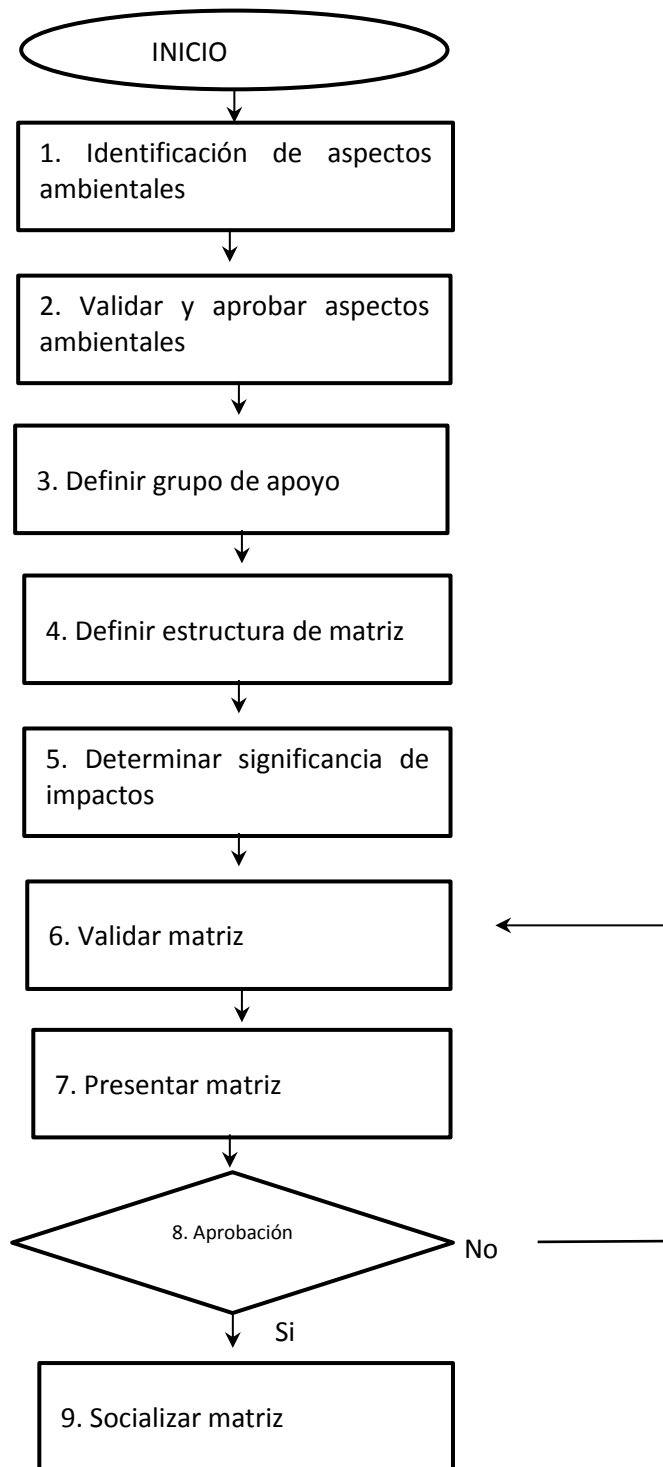 INICIO
1. Identificación de aspectos
ambientales
2. Validar y aprobar aspectos
ambientales
3. Definir grupo de apoyo
4. Definir estructura de matriz
5. Determinar significancia de
impactos
6. Validar matriz
7. Presentar matriz
8. Aprobación
No
Si
9. Socializar matriz